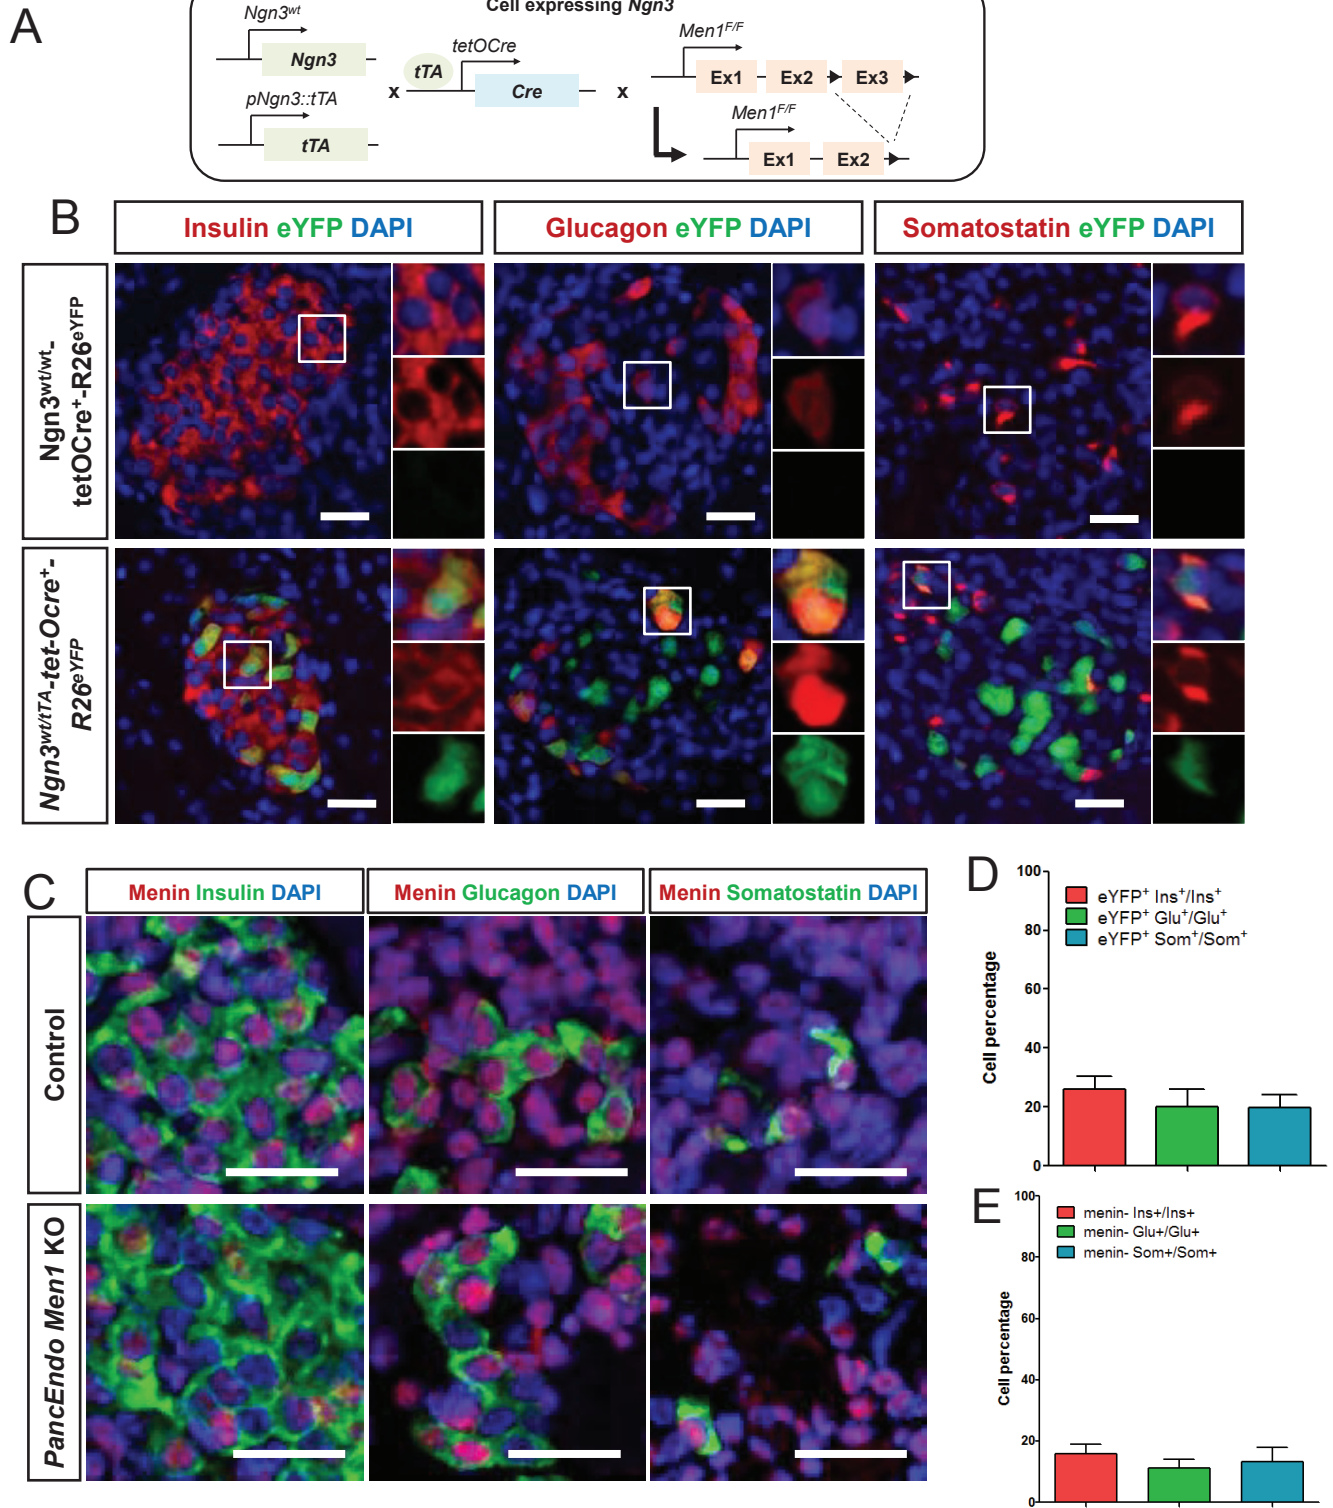 A
Cell expressing Ngn3
Ngn3wt
Ngn3
pNgn3::tTA
tTA
x
tTA
tetOCre
Cre
x
Men1F/F
Ex1 Ex2 Ex3
Men1F/F
Ex1 Ex2
B
Insulin eYFP DAPI
Glucagon eYFP DAPI
Somatostatin eYFP DAPI
Ngn3wt/wt-
tetOCre+-R26eYFP
Ngn3wt/tTA-tet-Ocre+-
R26eYFP
C
Menin Insulin DAPI
Menin Glucagon DAPI
Menin Somatostatin DAPI
Control
PancEndo Men1 KO
D
Cell percentage
100
80
60
40
20
0
eYFP+ Ins+/Ins+
eYFP+ Glu+/Glu+
eYFP+ Som+/Som+
E
Cell percentage
100
80
60
40
20
0
menin- Ins+/Ins+
menin- Glu+/Glu+
menin- Som+/Som+